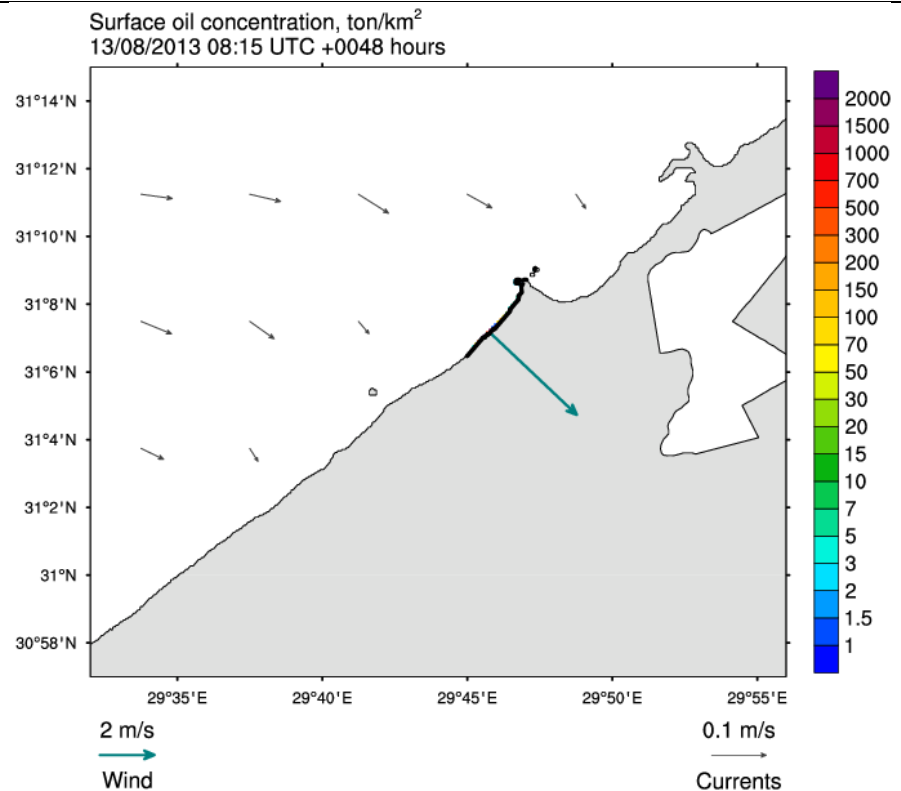 Surface oil concentration, ton/km²
13/08/2013 08:15 UTC +0048 hours
31°14'N
31°12'N
31°10'N
31°8'N
31°6'N
31°4'N
31°2'N
31°N
30°58'N
29°35'E
29°40'E
29°45'E
29°50'E
29°55'E
2000
1500
1000
700
500
300
200
150
100
70
50
30
20
15
10
7
5
3
2
1.5
1
2 m/s
Wind
0.1 m/s
Currents